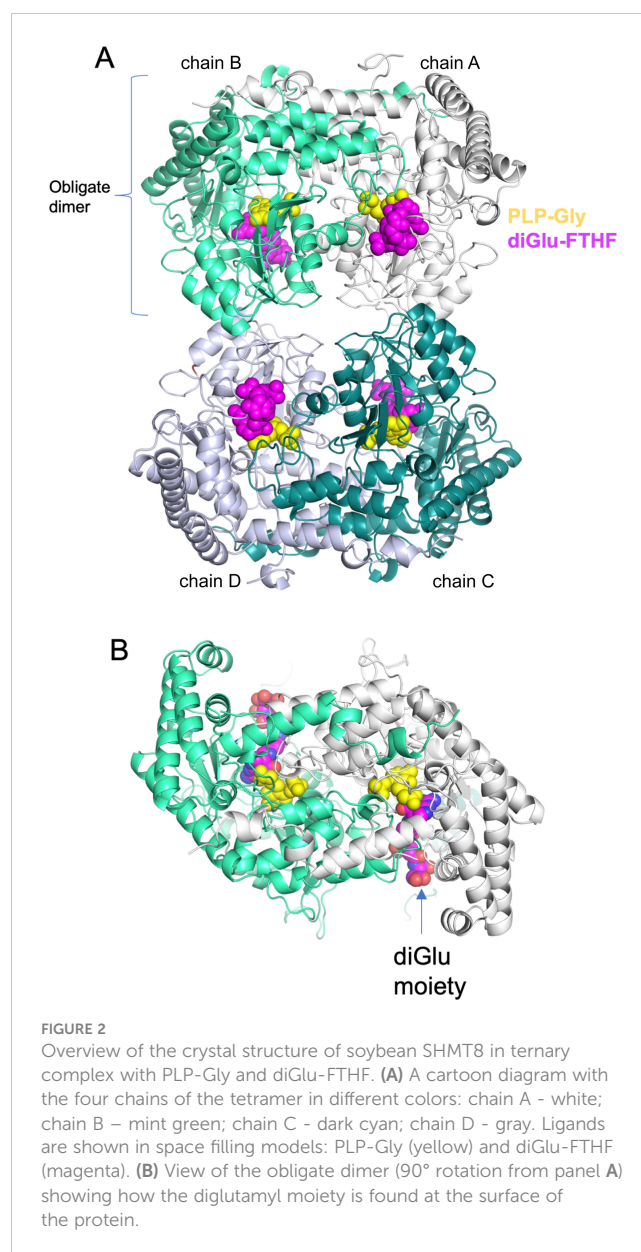 A
chain B
chain A
Obligate
dimer
PLP-Gly
diGlu-FTHF
chain D
chain C
B
diGlu
moiety
FIGURE 2
Overview of the crystal structure of soybean SHMT8 in ternary
complex with PLP-Gly and diGlu-FTHF. (A) A cartoon diagram with
the four chains of the tetramer in different colors: chain A - white;
chain B – mint green; chain C - dark cyan; chain D - gray. Ligands
are shown in space filling models: PLP-Gly (yellow) and diGlu-FTHF
(magenta). (B) View of the obligate dimer (90° rotation from panel A)
showing how the diglutamyl moiety is found at the surface of
the protein.